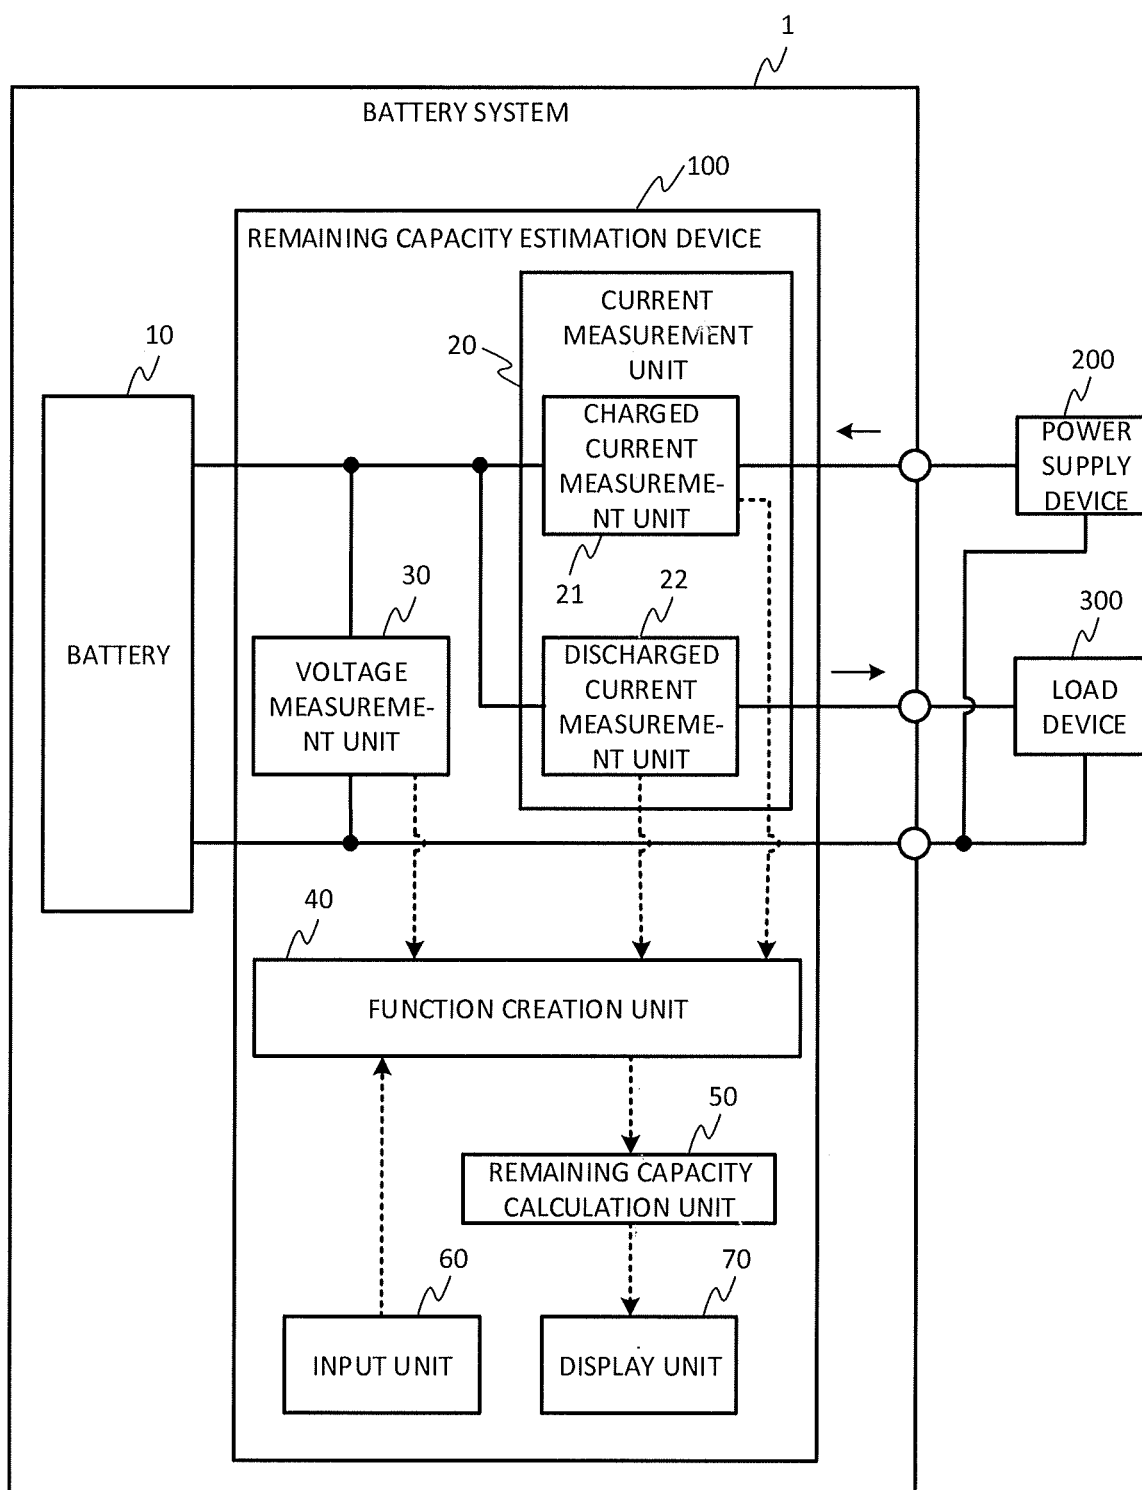 1
BATTERY SYSTEM
100
REMAINING CAPACITY ESTIMATION DEVICE
CURRENT
MEASUREMENT
UNIT
20
10
BATTERY
CHARGED
CURRENT
MEASUREME-
NT UNIT
21
200
POWER
SUPPLY
DEVICE
30
VOLTAGE
MEASUREME-
NT UNIT
22
DISCHARGED
CURRENT
MEASUREME-
NT UNIT
300
LOAD
DEVICE
40
FUNCTION CREATION UNIT
50
REMAINING CAPACITY
CALCULATION UNIT
60
INPUT UNIT
70
DISPLAY UNIT